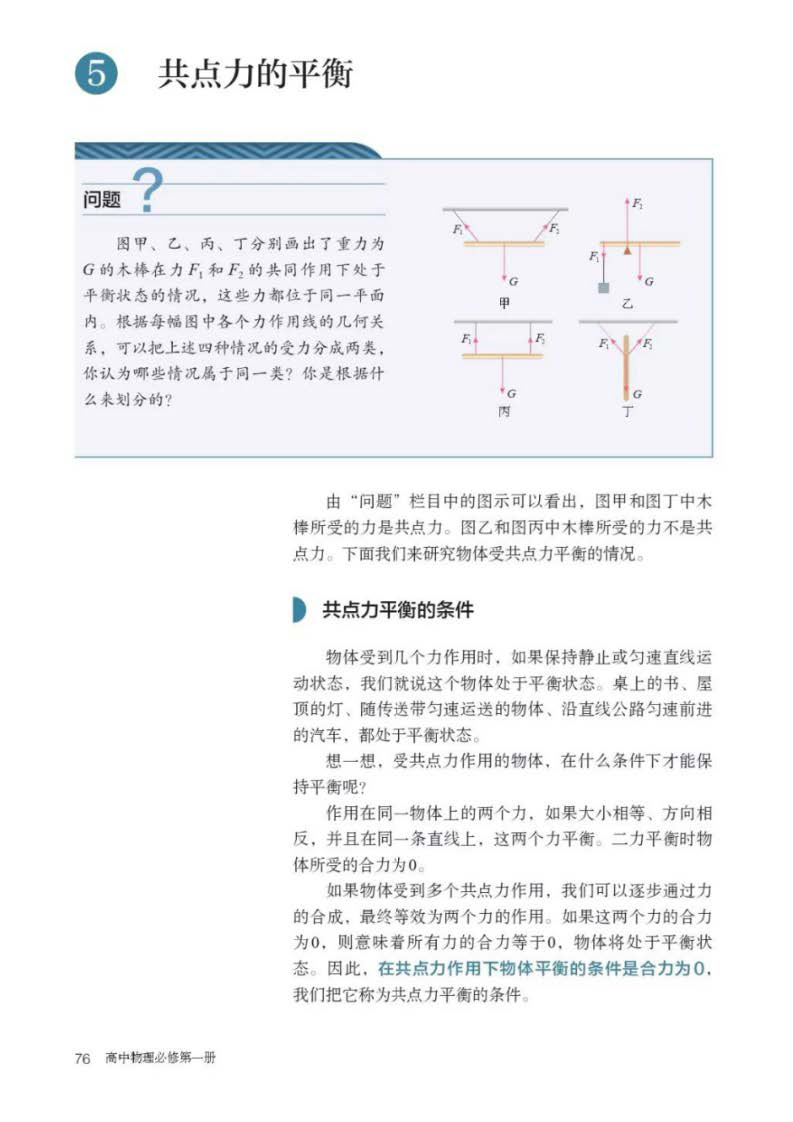 5 共点力的平衡
问题 ?
图甲、乙、丙、丁分别画出了重力为
G 的木棒在力 F₁ 和 F₂ 的共同作用下处于
平衡状态的情况，这些力都位于同一平面
内。根据每幅图中各个力作用线的几何关
系，可以把上述四种情况的受力分成两类，
你认为哪些情况属于同一类？你是根据什
么来划分的？
F₁ F₂
G
甲
F₂
F₁
G
乙
F₁ F₂
G
丙
F₁
G
丁
由“问题”栏目中的图示可以看出，图甲和图丁中木
棒所受的力是共点力。图乙和图丙中木棒所受的力不是共
点力。下面我们来研究物体受共点力平衡的情况。
共点力平衡的条件
物体受到几个力作用时，如果保持静止或匀速直线运
动状态，我们就说这个物体处于平衡状态。桌上的书、屋
顶的灯、随传送带匀速运送的物体、沿直线公路匀速前进
的汽车，都处于平衡状态。
想一想，受共点力作用的物体，在什么条件下才能保
持平衡呢？
作用在同一物体上的两个力，如果大小相等、方向相
反，并且在同一条直线上，这两个力平衡。二力平衡时物
体所受的合力为0。
如果物体受到多个共点力作用，我们可以逐步通过力
的合成，最终等效为两个力的作用。如果这两个力的合力
为0，则意味着所有力的合力等于0，物体将处于平衡状
态。因此，在共点力作用下物体平衡的条件是合力为0，
我们把它称为共点力平衡的条件。
76 高中物理必修第一册